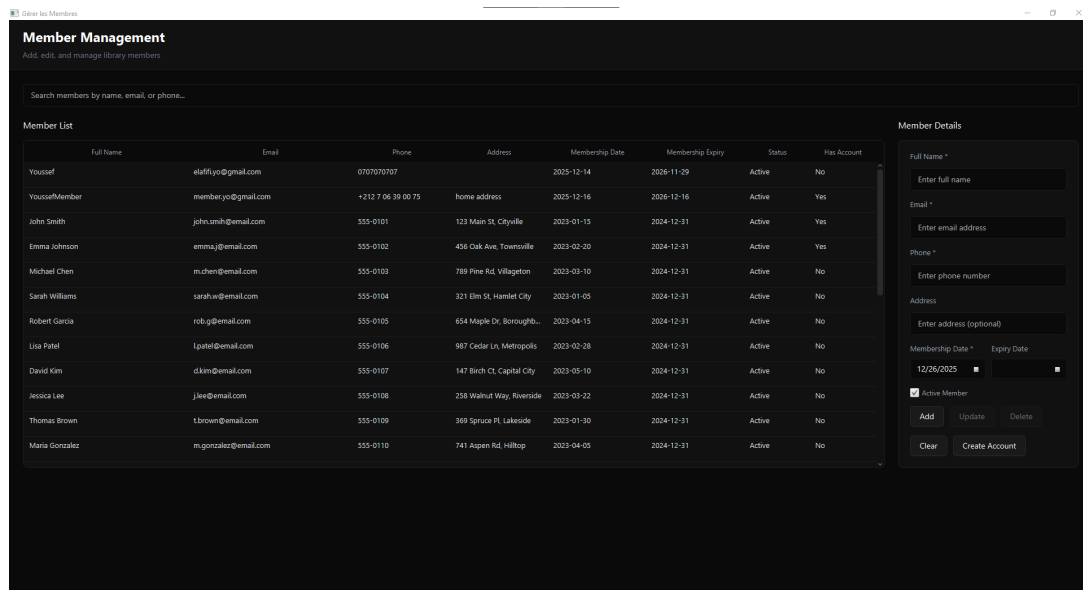 Gérer les Membres
Member Management
Add, edit, and manage library members
Search members by name, email, or phone...
Member List
Full Name Email Phone Address Membership Date Membership Expiry Status Has Account
Youssef elafifi.yo@gmail.com 0707070707 2025-12-14 2026-11-29 Active No
YoussefMember member.yo@gmail.com +212 7 06 39 00 75 home address 2025-12-16 2026-12-16 Active Yes
John Smith john.smih@email.com 555-0101 123 Main St, Cityville 2023-01-15 2024-12-31 Active Yes
Emma Johnson emma.j@email.com 555-0102 456 Oak Ave, Townsville 2023-02-20 2024-12-31 Active Yes
Michael Chen m.chen@email.com 555-0103 789 Pine Rd, Villageton 2023-03-10 2024-12-31 Active No
Sarah Williams sarah.w@email.com 555-0104 321 Elm St, Hamlet City 2023-01-05 2024-12-31 Active No
Robert Garcia rob.g@email.com 555-0105 654 Maple Dr, Boroughb... 2023-04-15 2024-12-31 Active No
Lisa Patel l.patel@email.com 555-0106 987 Cedar Ln, Metropolis 2023-02-28 2024-12-31 Active No
David Kim d.kim@email.com 555-0107 147 Birch Ct, Capital City 2023-05-10 2024-12-31 Active No
Jessica Lee j.lee@email.com 555-0108 258 Walnut Way, Riverside 2023-03-22 2024-12-31 Active No
Thomas Brown t.brown@email.com 555-0109 369 Spruce Pl, Lakeside 2023-01-30 2024-12-31 Active No
Maria Gonzalez m.gonzalez@email.com 555-0110 741 Aspen Rd, Hilltop 2023-04-05 2024-12-31 Active No
Member Details
Full Name *
Enter full name
Email *
Enter email address
Phone *
Enter phone number
Address
Enter address (optional)
Membership Date * Expiry Date
12/26/2025
Active Member
Add Update Delete
Clear Create Account